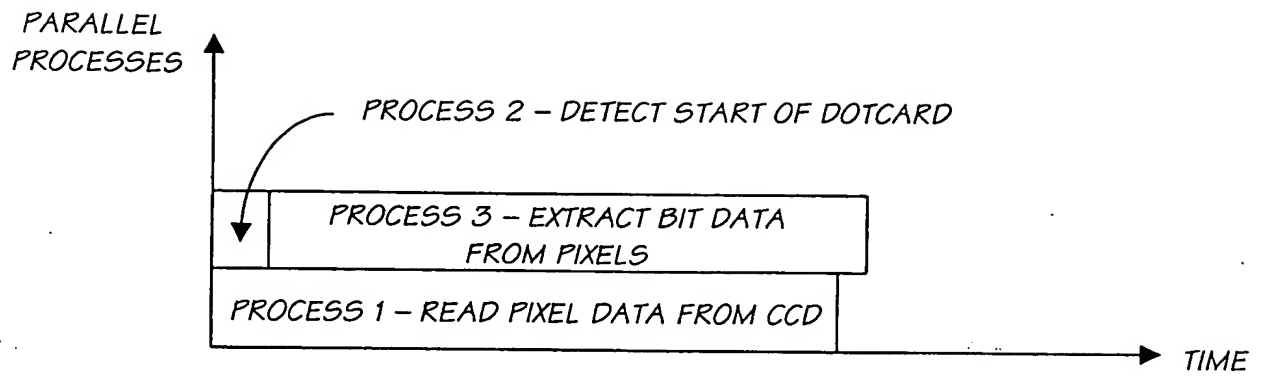 PARALLEL
PROCESSES
PROCESS 2 – DETECT START OF DOTCARD
PROCESS 3 – EXTRACT BIT DATA
FROM PIXELS
PROCESS 1 – READ PIXEL DATA FROM CCD
TIME